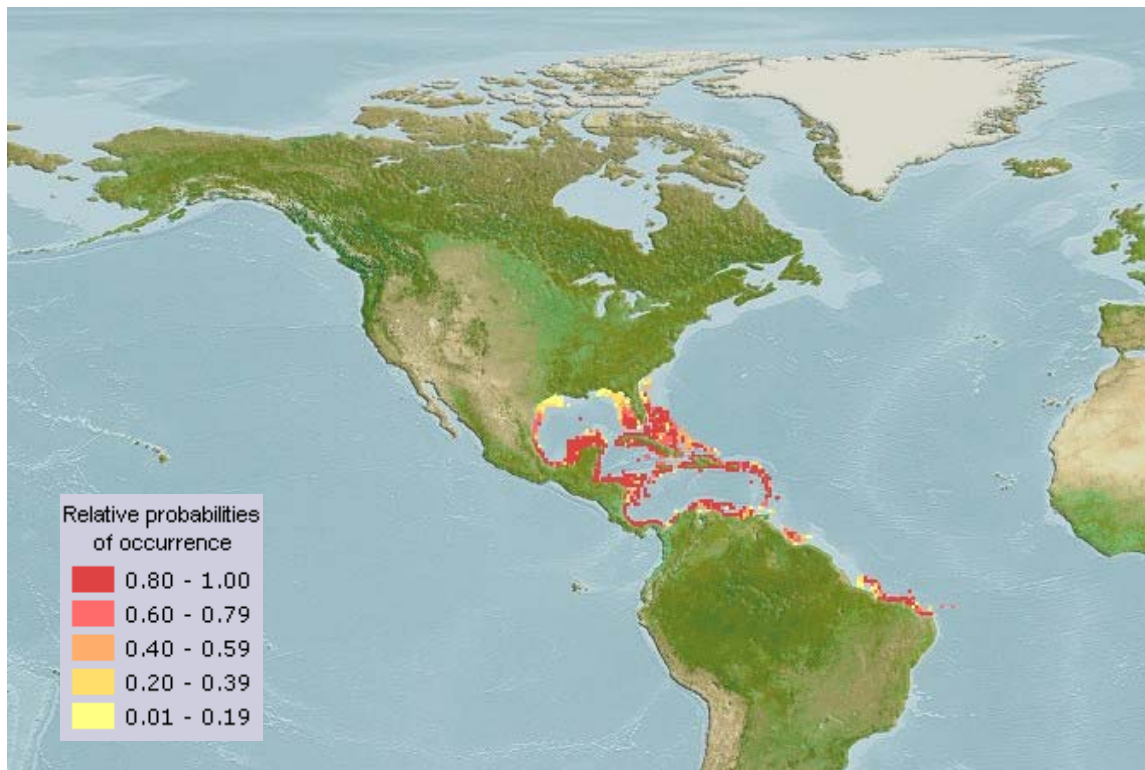 Relative probabilities
of occurrence
0.80 - 1.00
0.60 - 0.79
0.40 - 0.59
0.20 - 0.39
0.01 - 0.19